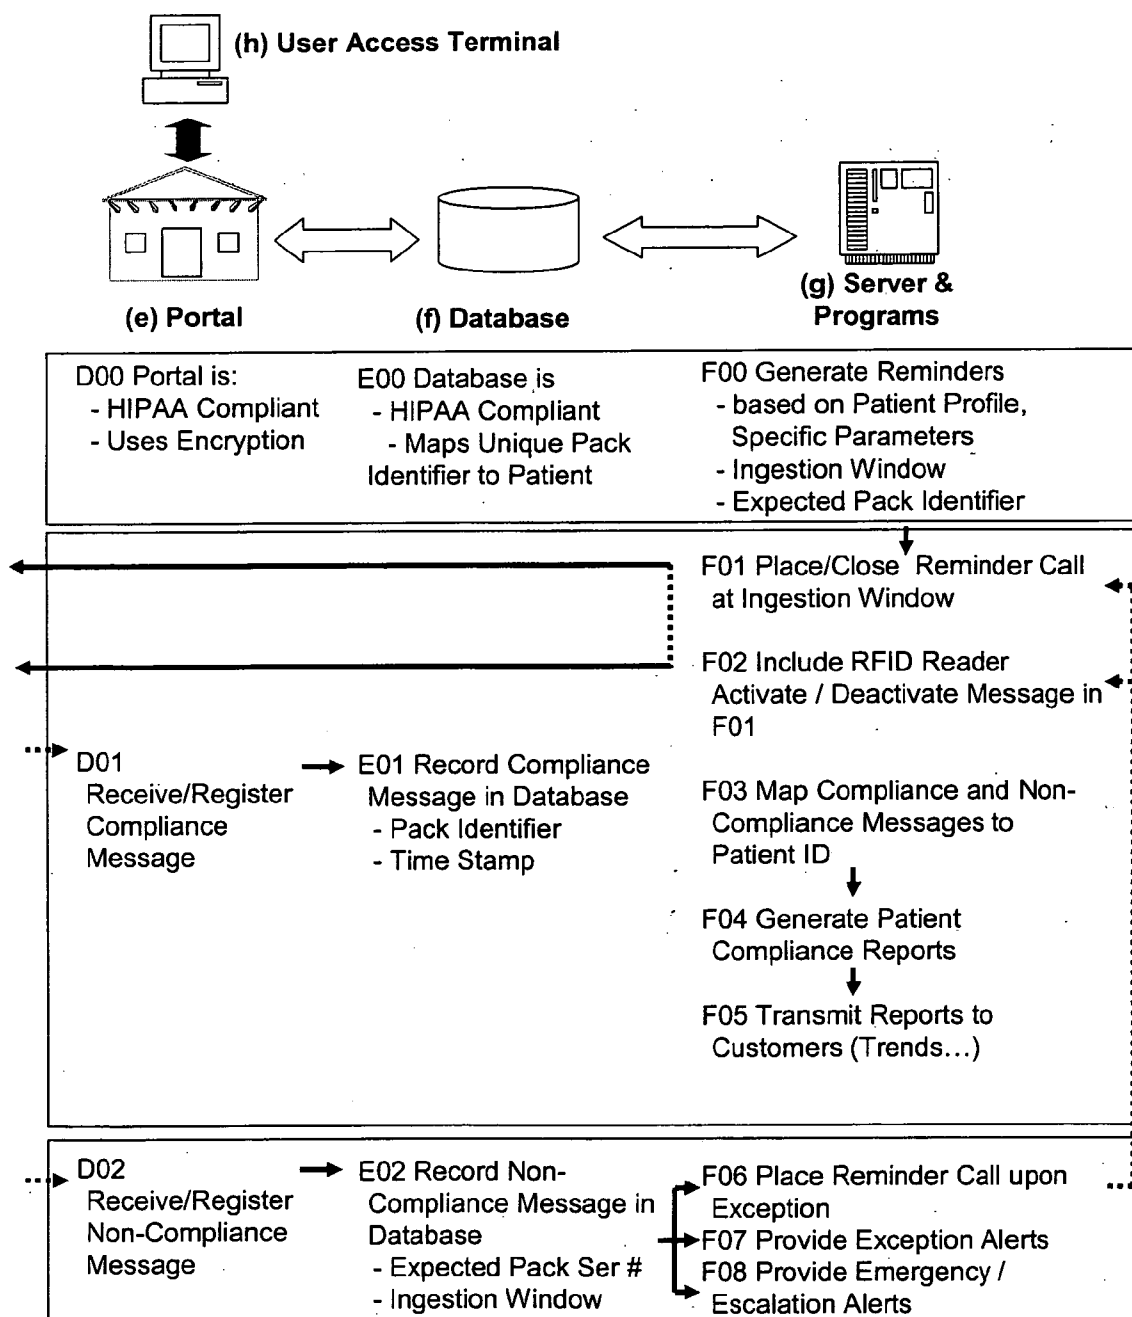 (h) User Access Terminal
(e) Portal
(f) Database
(g) Server &
Programs
D00 Portal is:
- HIPAA Compliant
- Uses Encryption
E00 Database is
- HIPAA Compliant
- Maps Unique Pack
Identifier to Patient
F00 Generate Reminders
- based on Patient Profile,
Specific Parameters
- Ingestion Window
- Expected Pack Identifier
F01 Place/Close Reminder Call
at Ingestion Window
F02 Include RFID Reader
Activate / Deactivate Message in
F01
D01
Receive/Register
Compliance
Message
E01 Record Compliance
Message in Database
- Pack Identifier
- Time Stamp
F03 Map Compliance and Non-
Compliance Messages to
Patient ID
F04 Generate Patient
Compliance Reports
F05 Transmit Reports to
Customers (Trends...)
D02
Receive/Register
Non-Compliance
Message
E02 Record Non-
Compliance Message in
Database
- Expected Pack Ser #
- Ingestion Window
F06 Place Reminder Call upon
Exception
F07 Provide Exception Alerts
F08 Provide Emergency /
Escalation Alerts